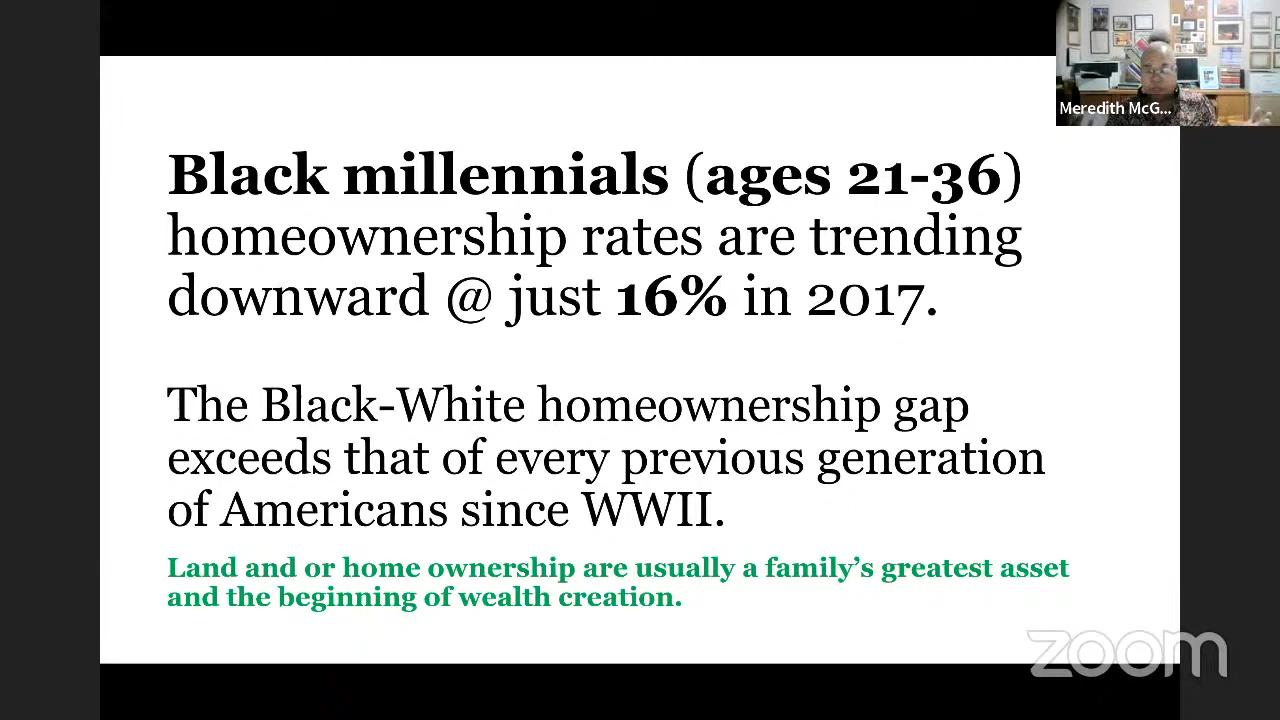 Meredith McG...
Black millennials (ages 21-36)
homeownership rates are trending
downward @ just 16% in 2017.
The Black-White homeownership gap
exceeds that of every previous generation
of Americans since WWII.
Land and or home ownership are usually a family's greatest asset
and the beginning of wealth creation.
zoom